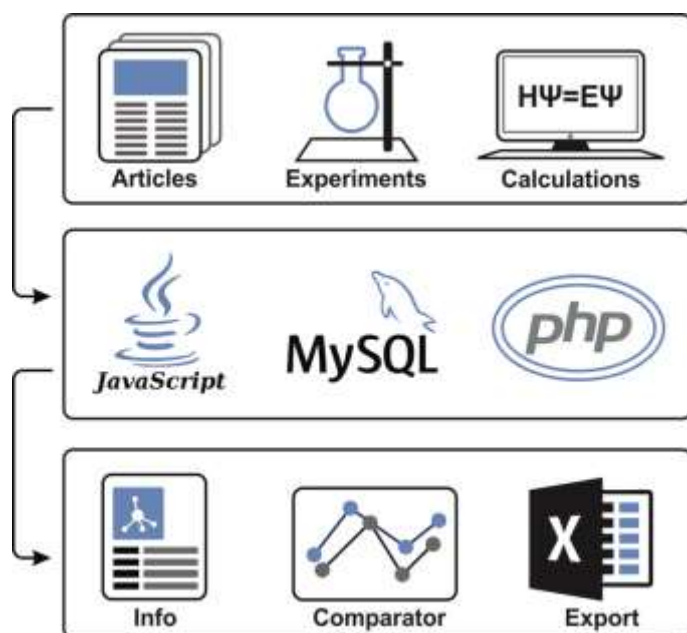 HΨ=EΨ
Articles
Experiments
Calculations
JavaScript
MySQL
php
X
Info
Comparator
Export